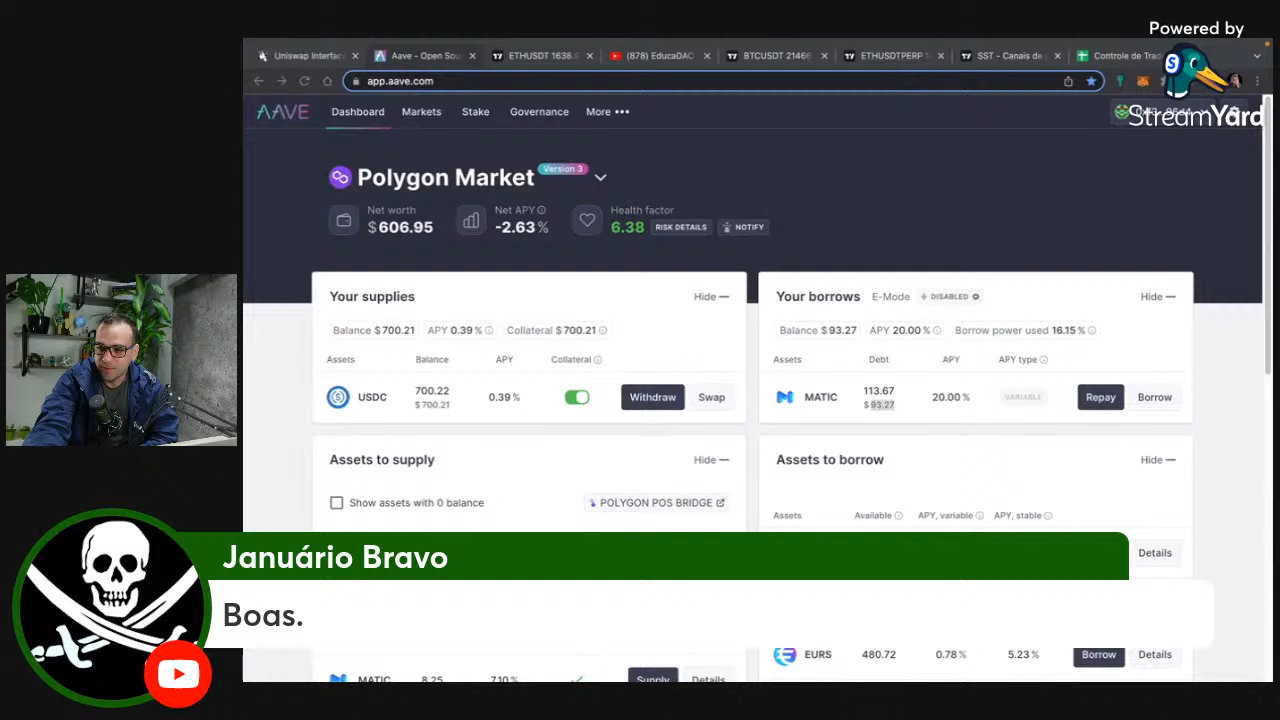 Powered by
StreamYard
Uniswap Interfac
Aave - Open Sou
ETHUSDT 1638.
(878) EducaDAO
BTCUSDT 21466
ETHUSDTPERP
SST - Canais de
Controle de Trad
app.aave.com
AAVE
Dashboard
Markets
Stake
Governance
More
Polygon Market
Version 3
Net worth
$606.95
Net APY
-2.63 %
Health factor
6.38
RISK DETAILS
NOTIFY
Your supplies
Hide
Balance $700.21
APY 0.39 %
Collateral $700.21
Assets
Balance
APY
Collateral
USDC
700.22
$700.21
0.39 %
Withdraw
Swap
Your borrows
E-Mode
DISABLED
Hide
Balance $93.27
APY 20.00 %
Borrow power used 16.15 %
Assets
Debt
APY
APY type
MATIC
113.67
$93.27
20.00 %
VARIABLE
Repay
Borrow
Assets to supply
Hide
Show assets with 0 balance
POLYGON POS BRIDGE
Assets to borrow
Hide
Assets
Available
APY, variable
APY, stable
Details
Januário Bravo
Boas.
EURS
480.72
0.78 %
5.23 %
Borrow
Details
MATIC
8.25
7.10 %
Supply
Details